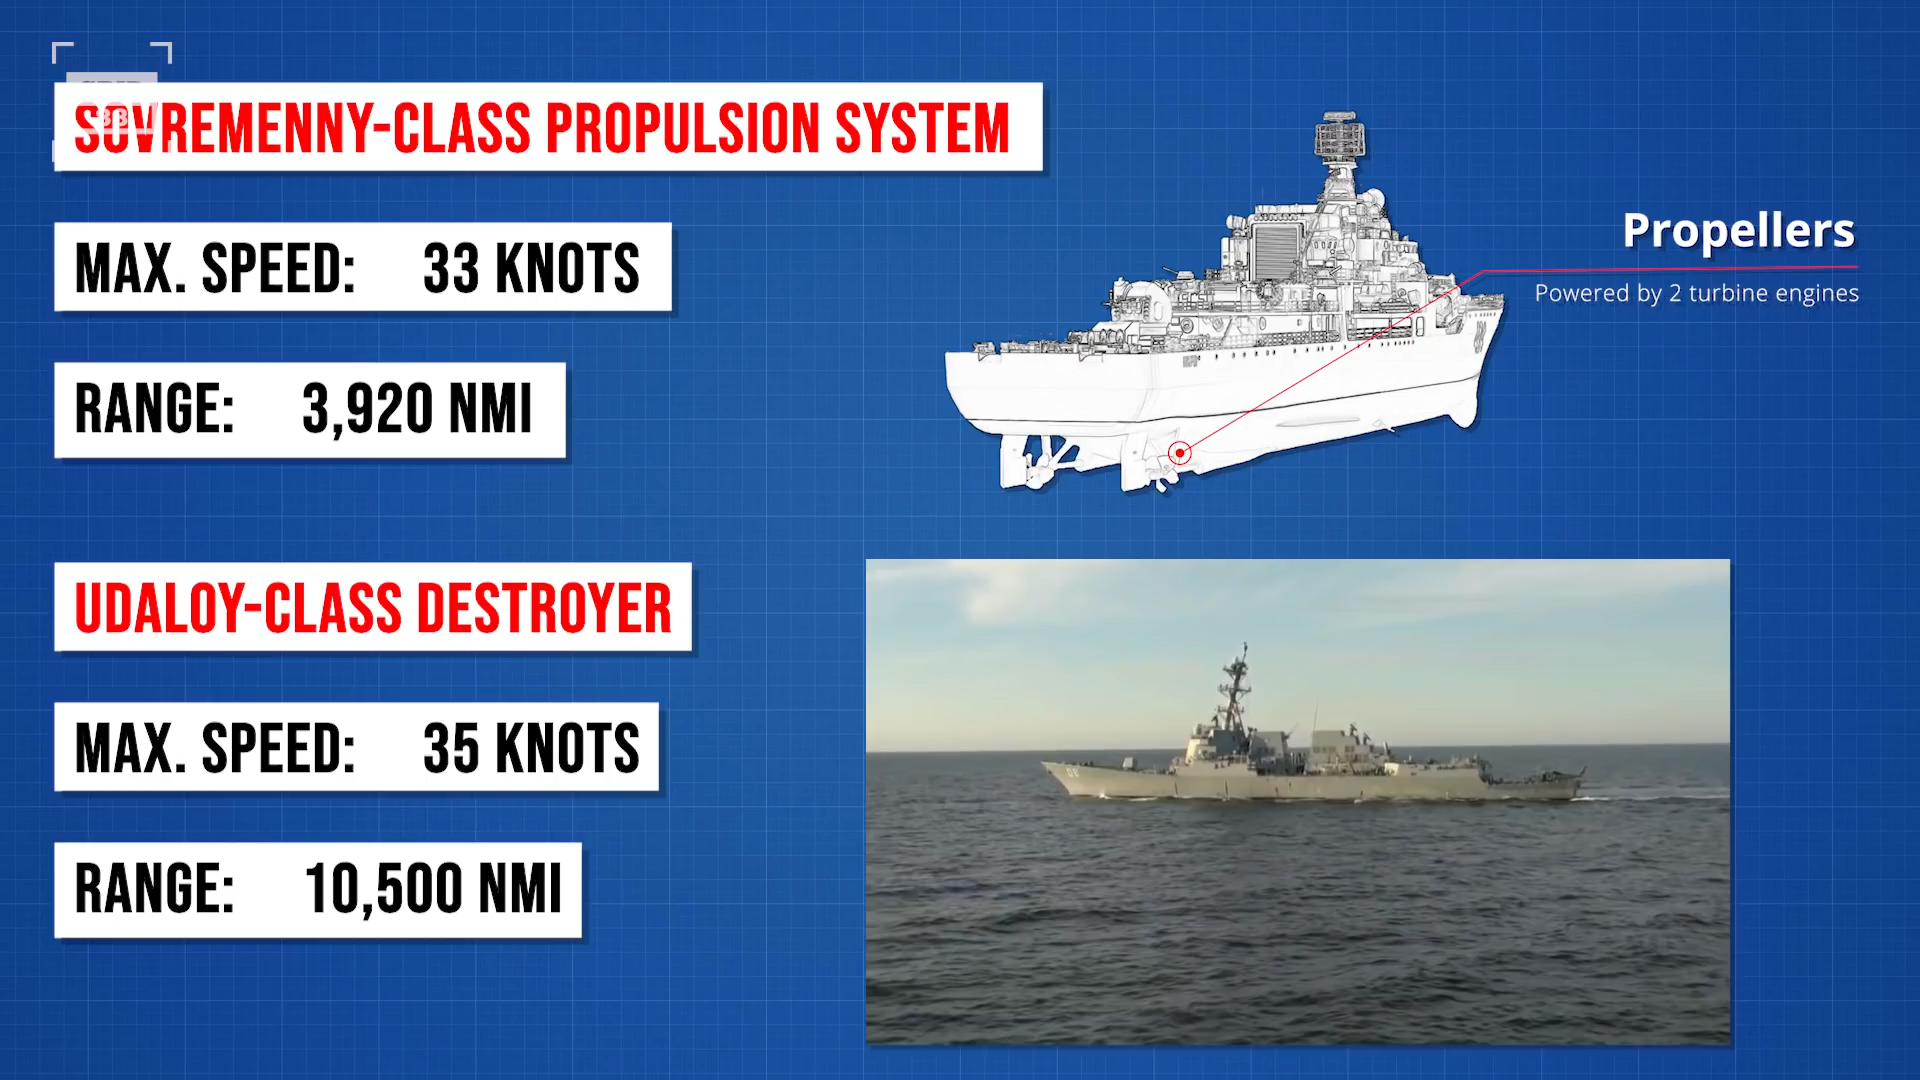 SOVREMENNY-CLASS PROPULSION SYSTEM
MAX. SPEED: 33 KNOTS
RANGE: 3,920 NMI
Propellers
Powered by 2 turbine engines
UDALOY-CLASS DESTROYER
MAX. SPEED: 35 KNOTS
RANGE: 10,500 NMI